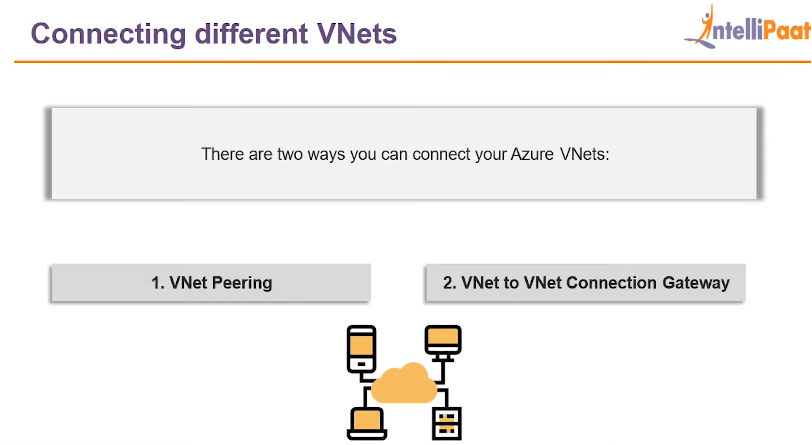 Connecting different VNets
IntelliPaat
There are two ways you can connect your Azure VNets:
1. VNet Peering
2. VNet to VNet Connection Gateway